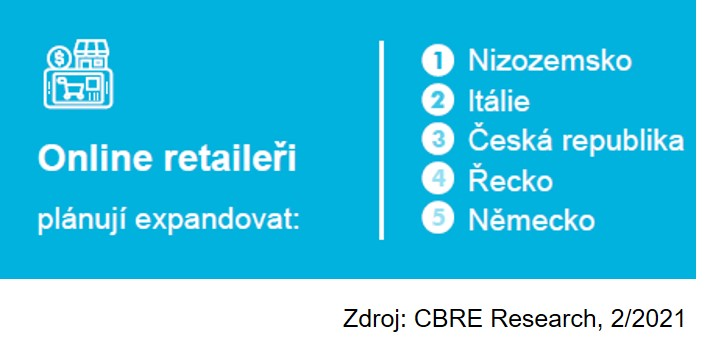 Online retaileři
plánují expandovat:
1 Nizozemsko
2 Itálie
3 Česká republika
4 Řecko
5 Německo
Zdroj: CBRE Research, 2/2021